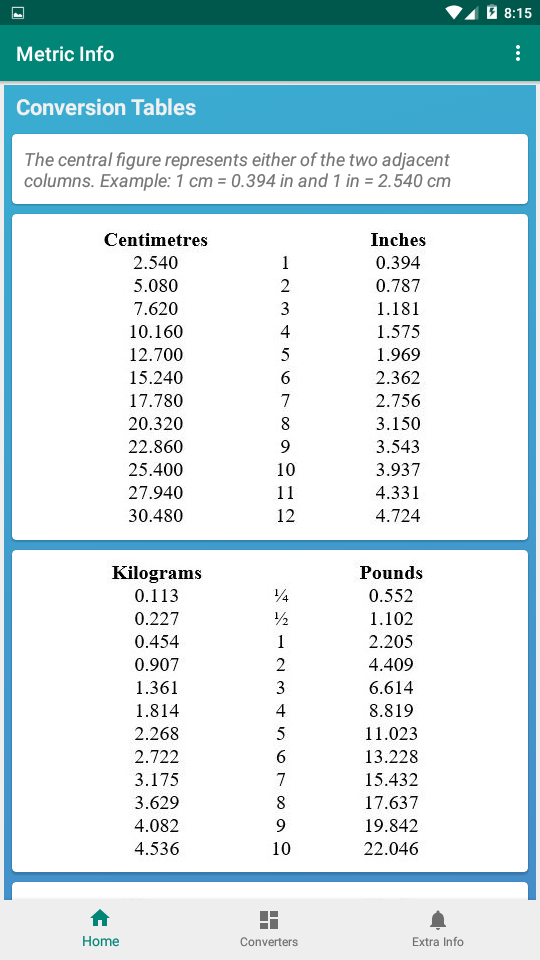 8:15
Metric Info
Conversion Tables
The central figure represents either of the two adjacent
columns. Example: 1 cm = 0.394 in and 1 in = 2.540 cm
Centimetres Inches
2.540 1 0.394
5.080 2 0.787
7.620 3 1.181
10.160 4 1.575
12.700 5 1.969
15.240 6 2.362
17.780 7 2.756
20.320 8 3.150
22.860 9 3.543
25.400 10 3.937
27.940 11 4.331
30.480 12 4.724
Kilograms Pounds
0.113 ¼ 0.552
0.227 ½ 1.102
0.454 1 2.205
0.907 2 4.409
1.361 3 6.614
1.814 4 8.819
2.268 5 11.023
2.722 6 13.228
3.175 7 15.432
3.629 8 17.637
4.082 9 19.842
4.536 10 22.046
Home Converters Extra Info